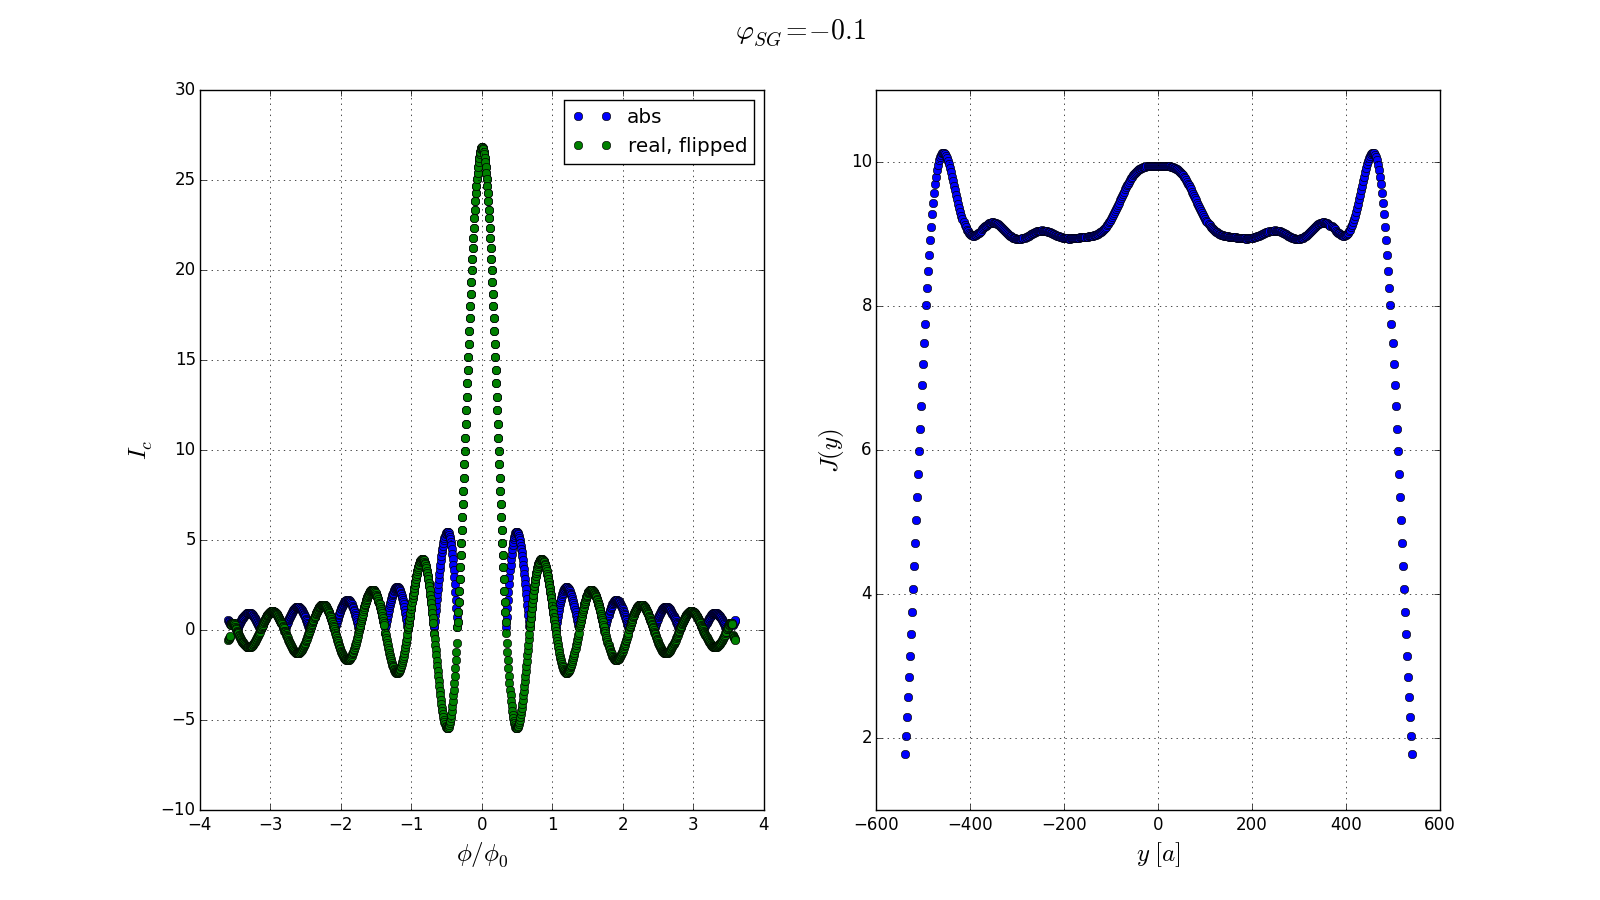 φ_SG = −0.1
30
25
20
15
10
5
0
−5
−10
I_c
−4 −3 −2 −1 0 1 2 3 4
ϕ/ϕ_0
abs
real, flipped
10
8
6
4
2
J(y)
−600 −400 −200 0 200 400 600
y [a]